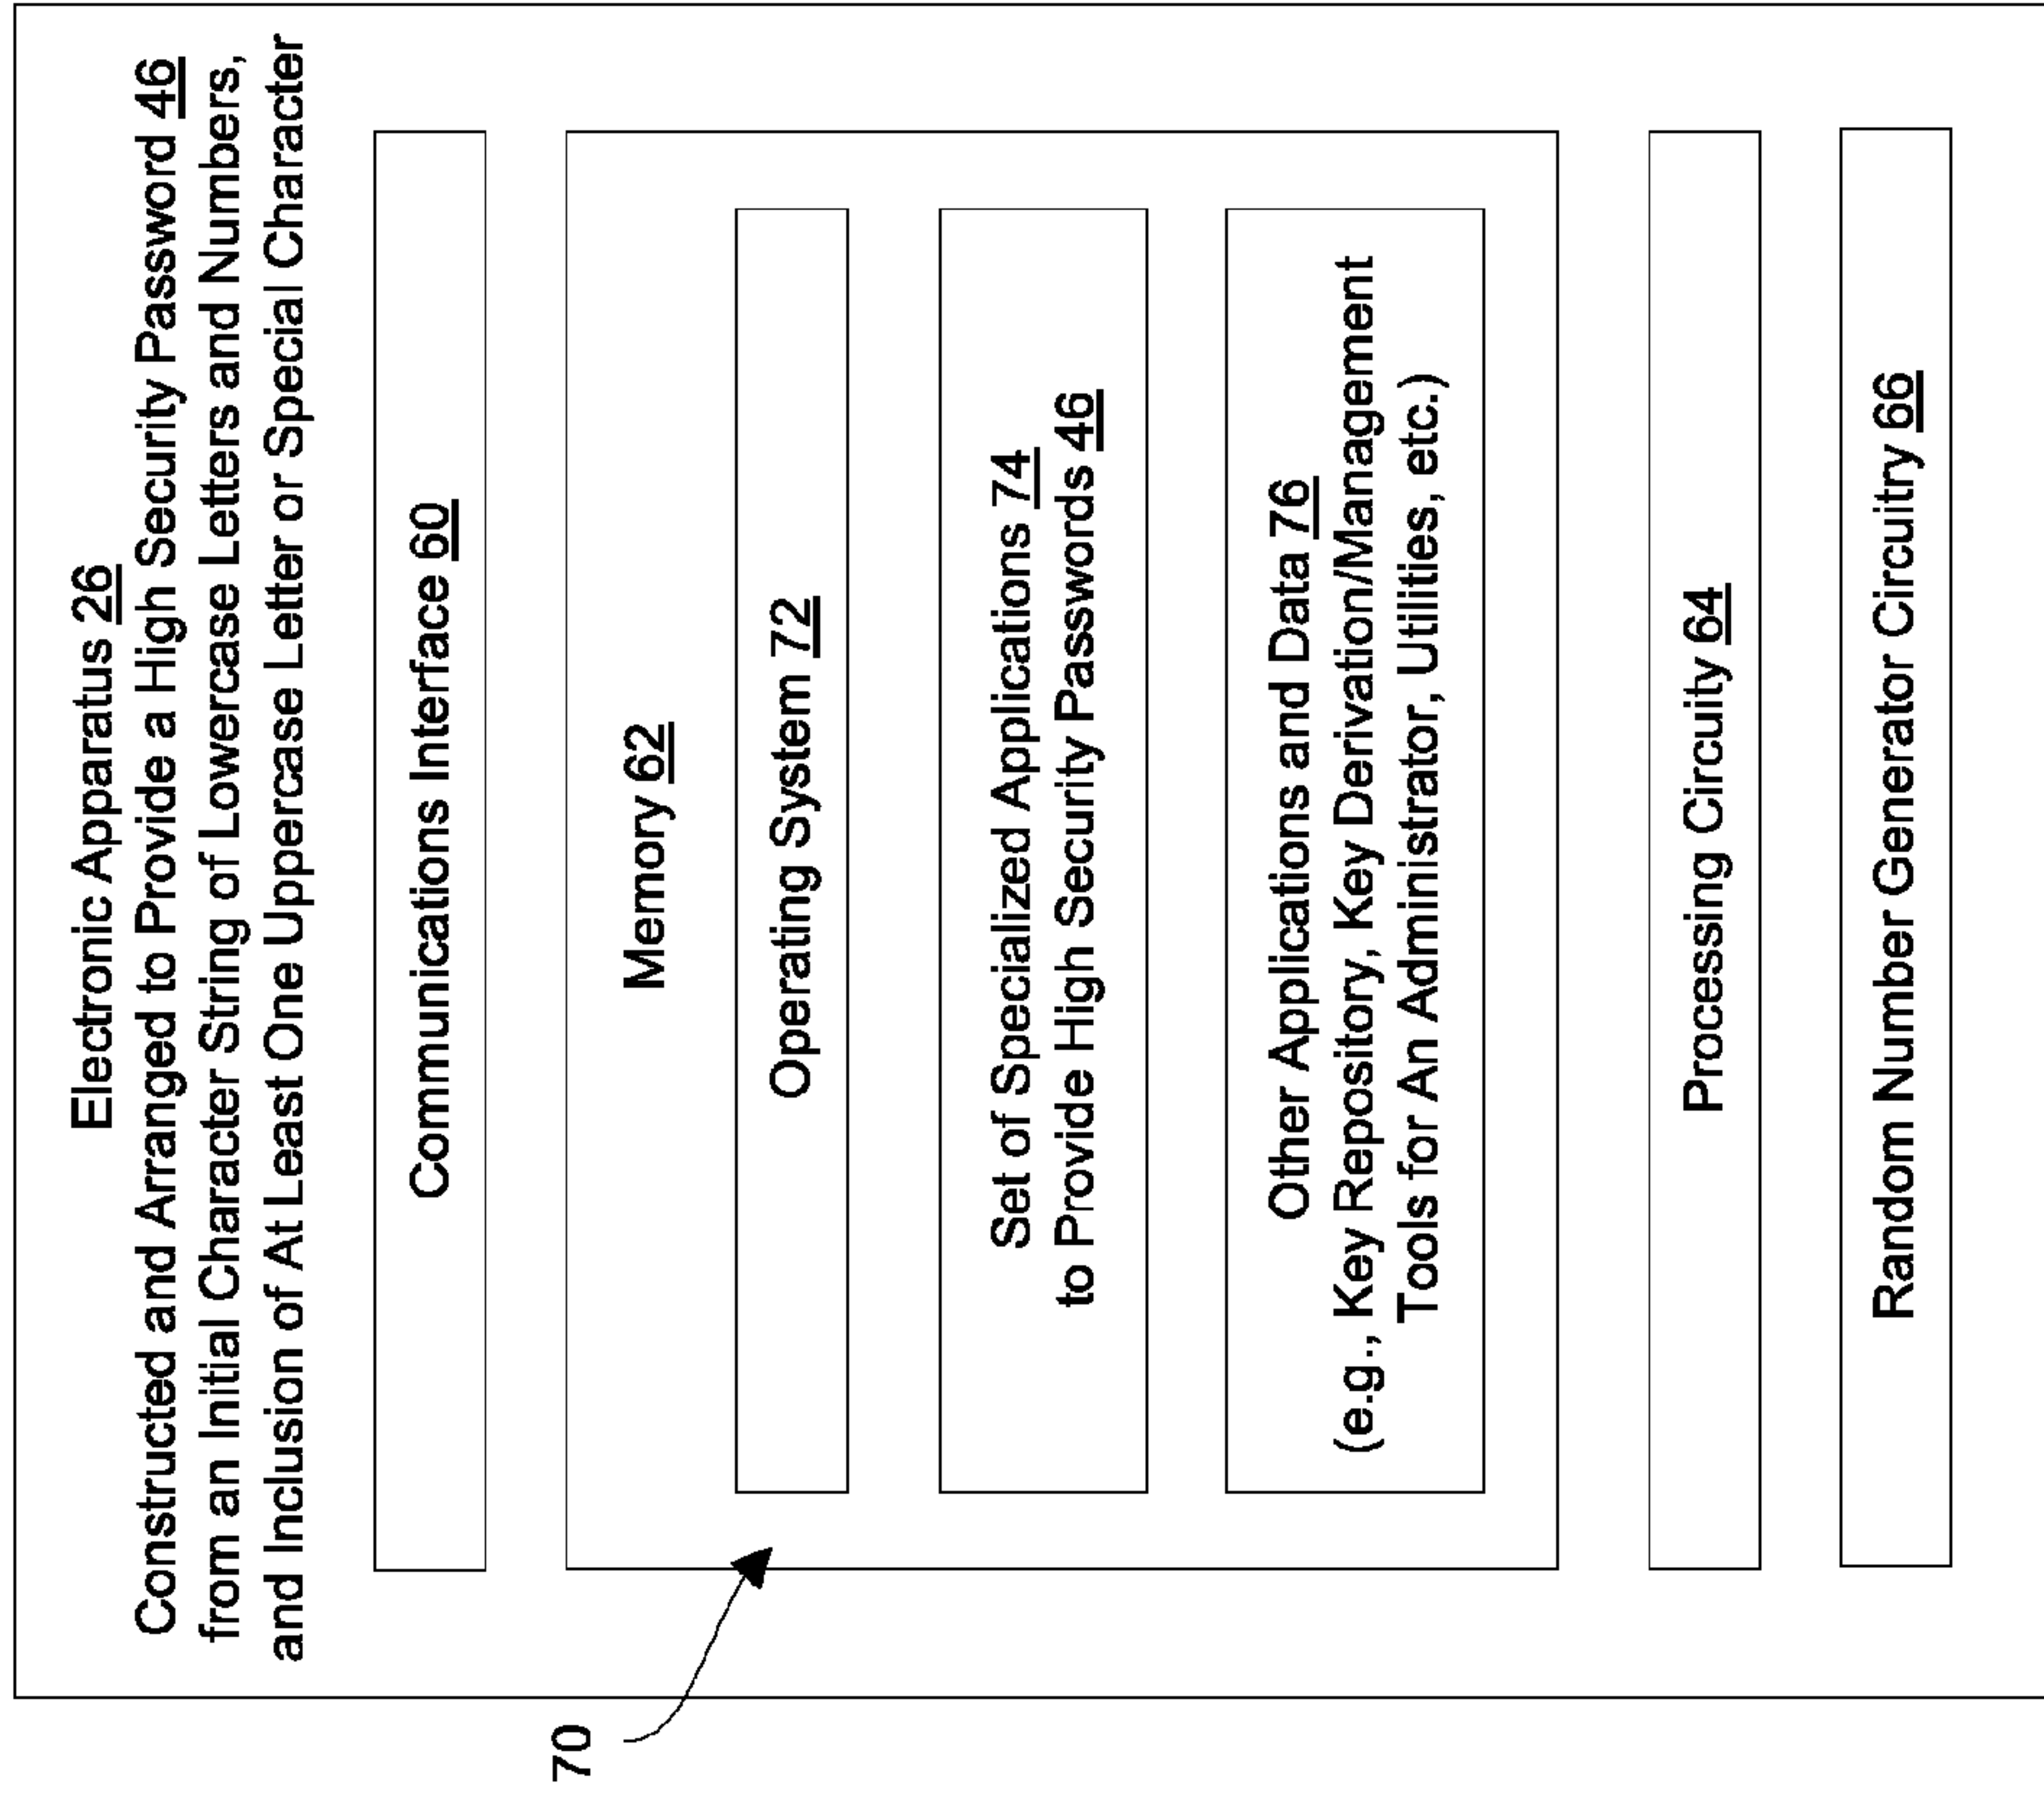 Electronic Apparatus 26
Constructed and Arranged to Provide a High Security Password 46
from an Initial Character String of Lowercase Letters and Numbers,
and Inclusion of At Least One Uppercase Letter or Special Character
Communications Interface 60
Memory 62
Operating System 72
Set of Specialized Applications 74
to Provide High Security Passwords 46
Other Applications and Data 76
(e.g., Key Repository, Key Derivation/Management
Tools for An Administrator, Utilities, etc.)
Processing Circuity 64
Random Number Generator Circuitry 66
70